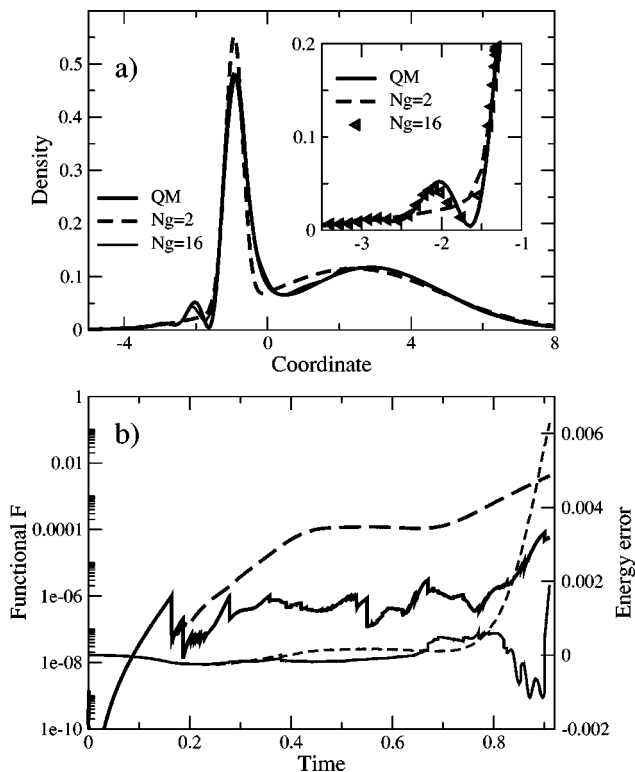 a)
Density
0.5
0.4
0.3
0.2
0.1
0
-4
0
4
8
Coordinate
QM
Ng=2
Ng=16
0.2
0.1
0
-3
-2
-1
QM
Ng=2
Ng=16
b)
Functional F
1
0.01
0.0001
1e-06
1e-08
1e-10
0
0.2
0.4
0.6
0.8
Time
0.006
0.004
0.002
0
-0.002
Energy error